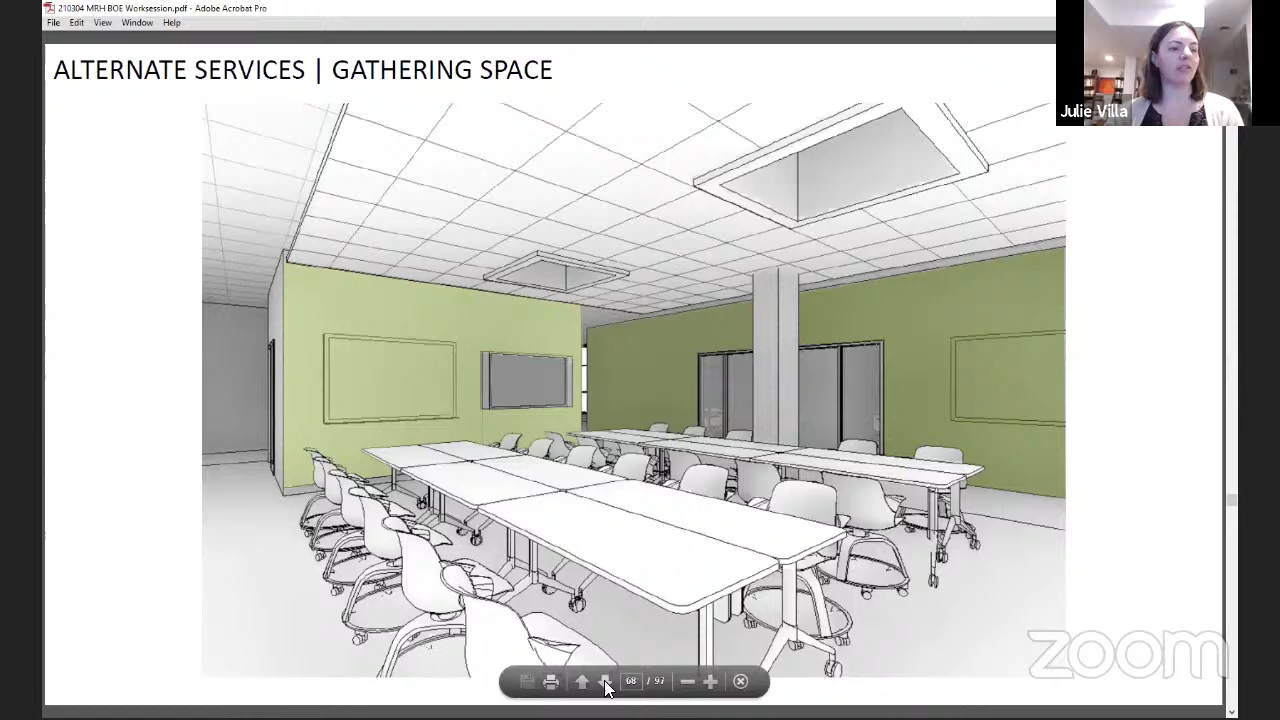 210304 MRH BOE Worksession.pdf - Adobe Acrobat Pro
File Edit View Window Help
ALTERNATE SERVICES | GATHERING SPACE
Julie Villa
zoom
68 / 97